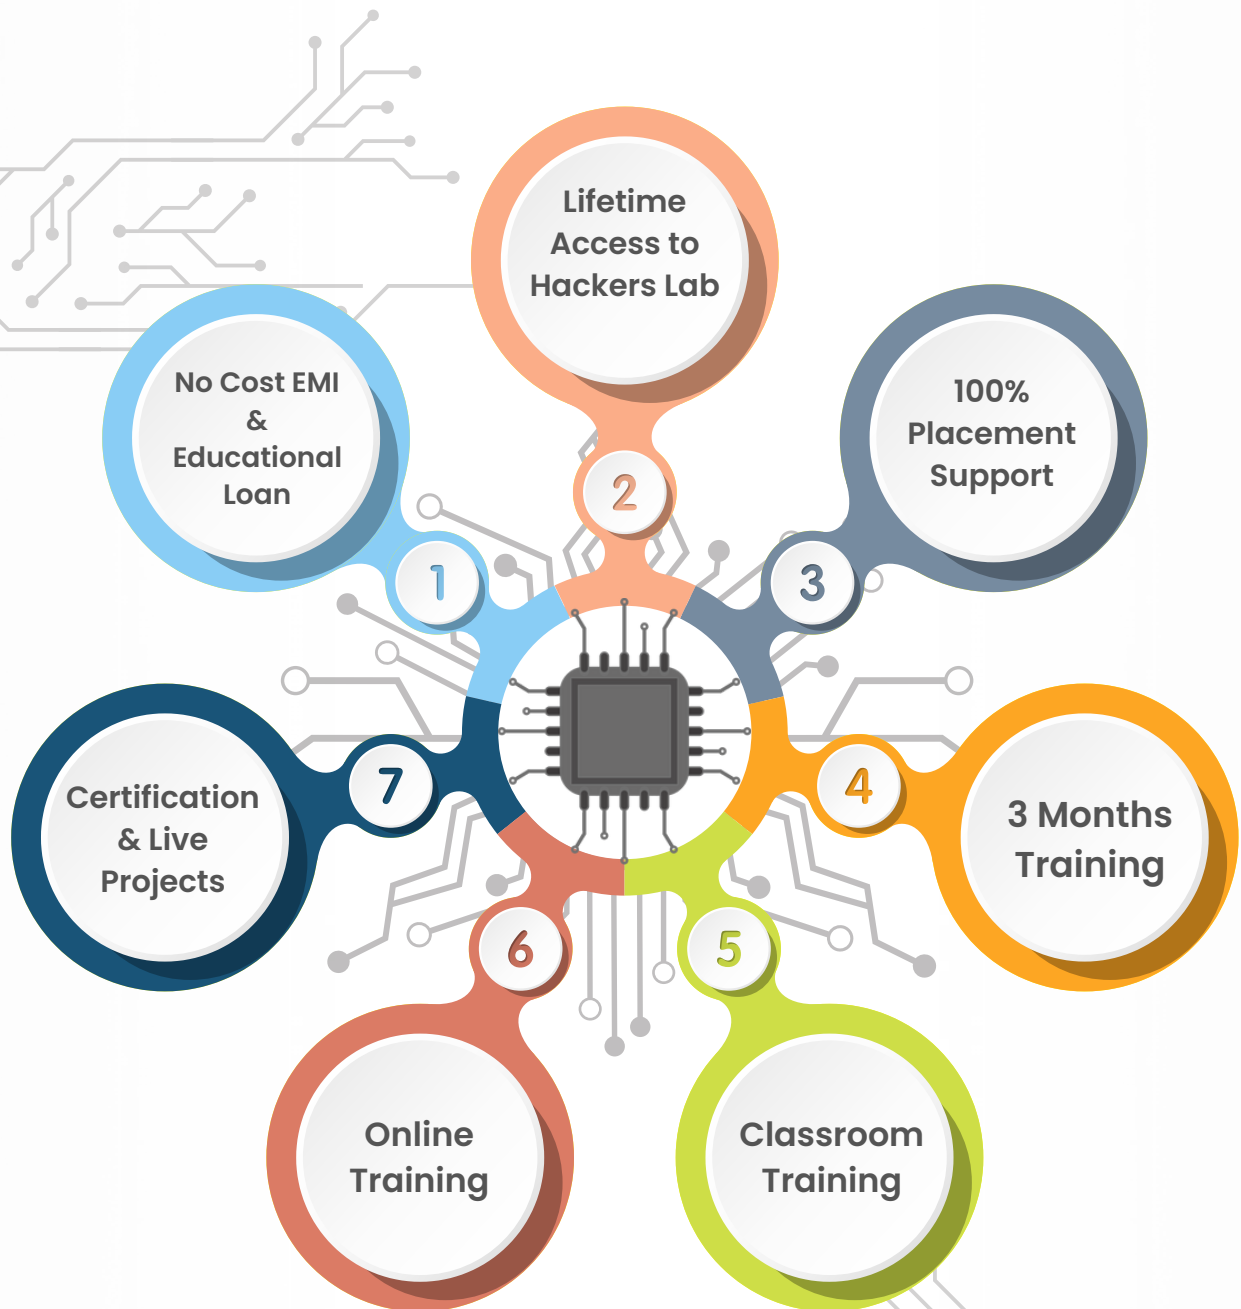 No Cost EMI
&
Educational
Loan
1
Lifetime
Access to
Hackers Lab
2
100%
Placement
Support
3
3 Months
Training
4
Classroom
Training
5
Online
Training
6
Certification
& Live
Projects
7